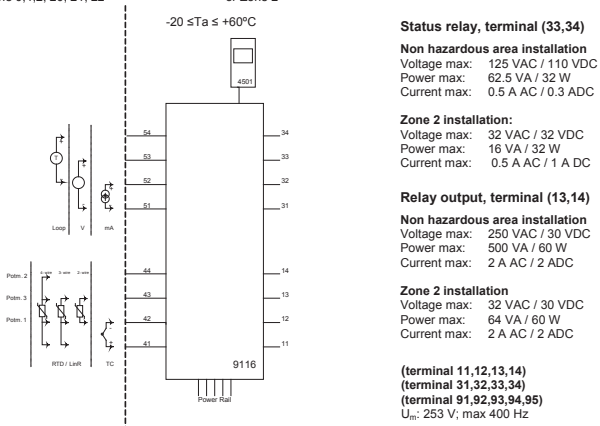 -20 ≤Ta ≤ +60ºC
4501
54
53
52
51
34
33
32
31
T
Loop
V
mA
44
43
42
41
14
13
12
11
Potm. 2
Potm. 3
Potm. 1
4-wire
3-wire
2-wire
RTD / LinR
TC
9116
Power Rail
Status relay, terminal (33,34)
Non hazardous area installation
Voltage max: 125 VAC / 110 VDC
Power max: 62.5 VA / 32 W
Current max: 0.5 A AC / 0.3 ADC
Zone 2 installation:
Voltage max: 32 VAC / 32 VDC
Power max: 16 VA / 32 W
Current max: 0.5 A AC / 1 A DC
Relay output, terminal (13,14)
Non hazardous area installation
Voltage max: 250 VAC / 30 VDC
Power max: 500 VA / 60 W
Current max: 2 A AC / 2 ADC
Zone 2 installation
Voltage max: 32 VAC / 30 VDC
Power max: 64 VA / 60 W
Current max: 2 A AC / 2 ADC
(terminal 11,12,13,14)
(terminal 31,32,33,34)
(terminal 91,92,93,94,95)
Um: 253 V; max 400 Hz